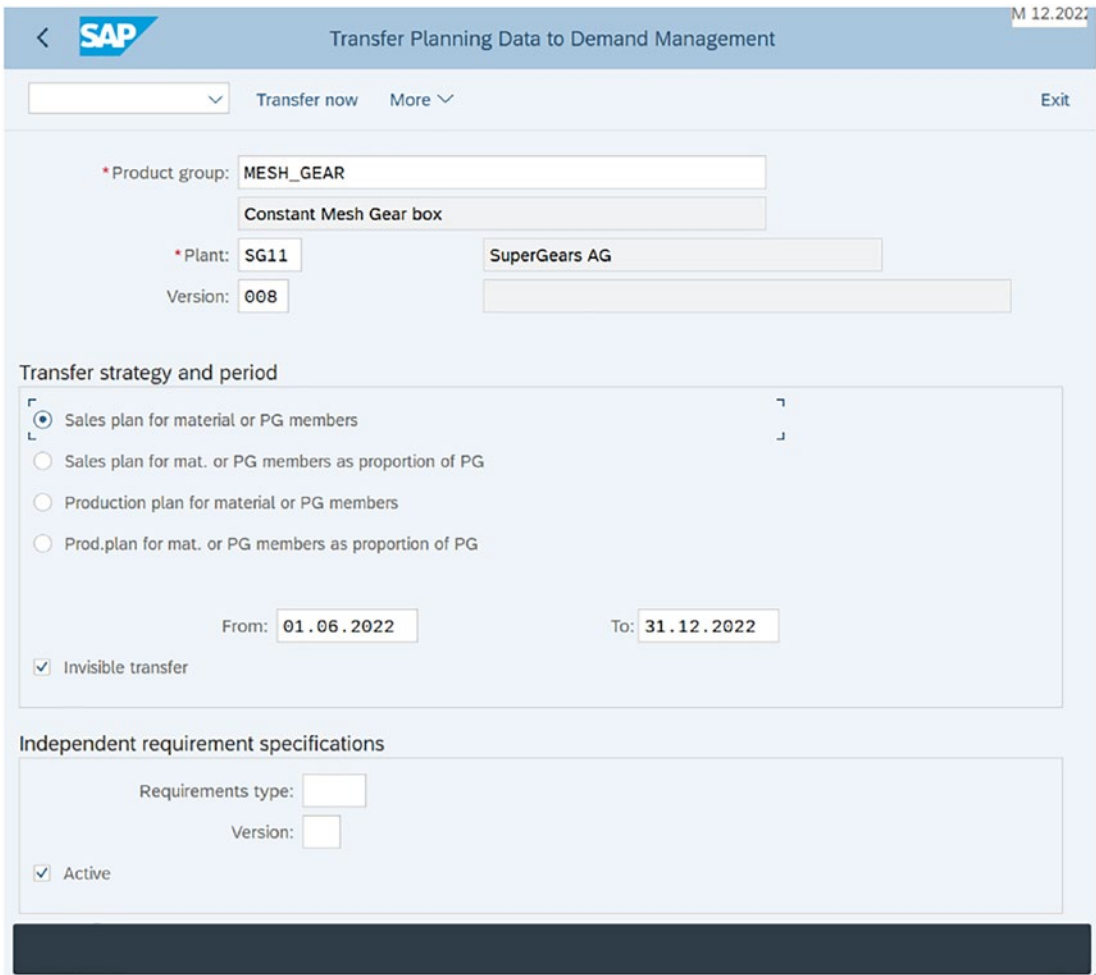 M 12.2022
SAP Transfer Planning Data to Demand Management
Transfer now More Exit
*Product group: MESH_GEAR
Constant Mesh Gear box
*Plant: SG11 SuperGears AG
Version: 008
Transfer strategy and period
Sales plan for material or PG members
Sales plan for mat. or PG members as proportion of PG
Production plan for material or PG members
Prod.plan for mat. or PG members as proportion of PG
From: 01.06.2022 To: 31.12.2022
Invisible transfer
Independent requirement specifications
Requirements type:
Version:
Active